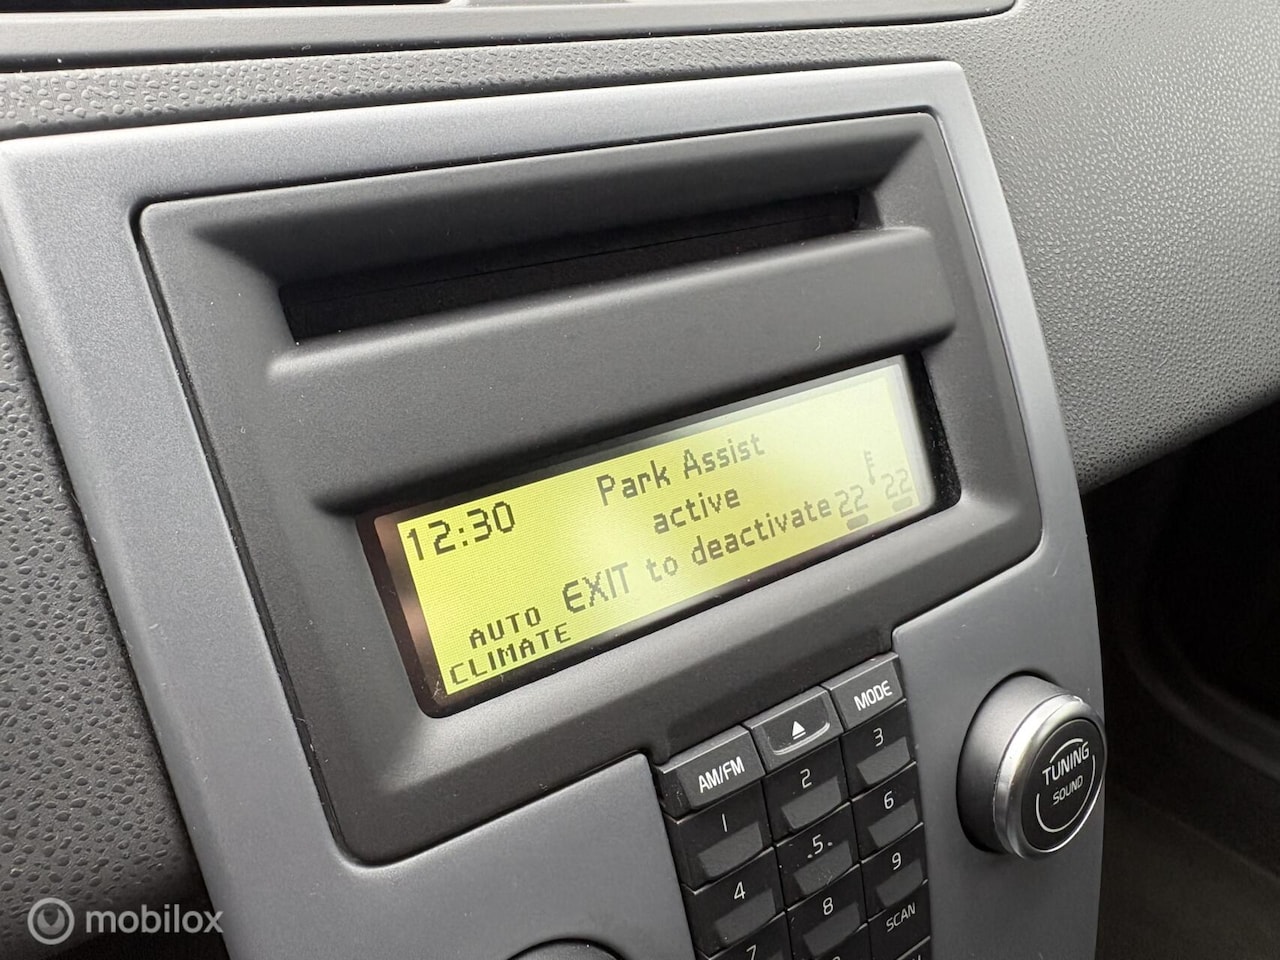 12:30
Park Assist
active
EXIT to deactivate
22 22
AUTO
CLIMATE
AM/FM
MODE
1
2
3
4
5
6
7
8
9
SCAN
TUNING
SOUND
mobilox